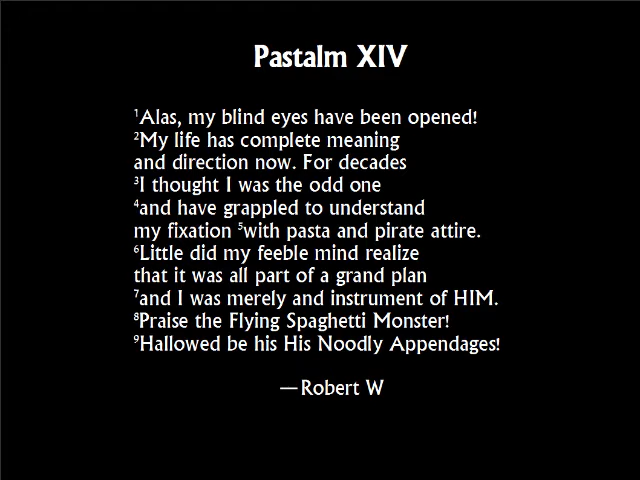 Pastalm XIV
¹Alas, my blind eyes have been opened!
²My life has complete meaning
and direction now. For decades
³I thought I was the odd one
⁴and have grappled to understand
my fixation ⁵with pasta and pirate attire.
⁶Little did my feeble mind realize
that it was all part of a grand plan
⁷and I was merely and instrument of HIM.
⁸Praise the Flying Spaghetti Monster!
⁹Hallowed be his His Noodly Appendages!
—Robert W